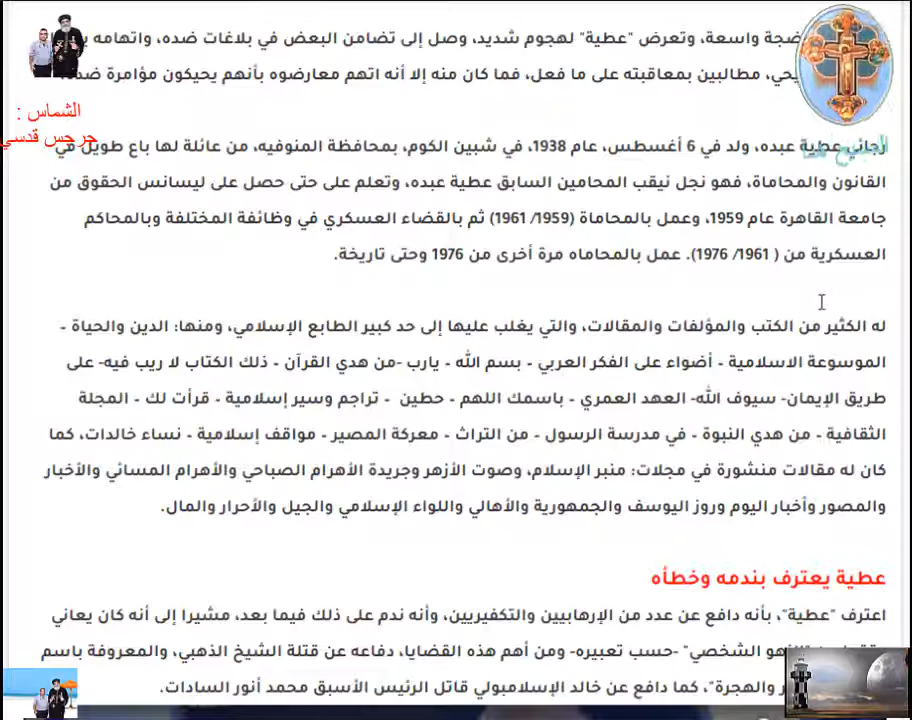 ضجة واسعة، وتعرض "عطية" لهجوم شديد، وصل إلى تضامن البعض في بلاغات ضده، واتهامه
مطالبين بمعاقبته على ما فعل، فما كان منه إلا أنه اتهم معارضوه بأنهم يحيكون مؤامرة
الشماس :
جرجس قدسي
رجائي عطية عبده، ولد في 6 أغسطس، عام 1938، في شبين الكوم، بمحافظة المنوفيه، من عائلة لها باع طويل في
القانون والمحاماة، فهو نجل نيقب المحامين السابق عطية عبده، وتعلم على حتى حصل على ليسانس الحقوق من
جامعة القاهرة عام 1959، وعمل بالمحاماة (1959/ 1961) ثم بالقضاء العسكري في وظائفة المختلفة وبالمحاكم
العسكرية من ( 1961/ 1976). عمل بالمحاماه مرة أخرى من 1976 وحتى تاريخة.
له الكثير من الكتب والمؤلفات والمقالات، والتي يغلب عليها إلى حد كبير الطابع الإسلامي، ومنها: الدين والحياة –
الموسوعة الاسلامية – أضواء على الفكر العربي – بسم الله – يارب -من هدي القرآن – ذلك الكتاب لا ريب فيه- على
طريق الإيمان- سيوف الله- العهد العمري – باسمك اللهم – حطين – تراجم وسير إسلامية – قرأت لك – المجلة
الثقافية – من هدي النبوة – في مدرسة الرسول – من التراث – معركة المصير – مواقف إسلامية – نساء خالدات، كما
كان له مقالات منشورة في مجلات: منبر الإسلام، وصوت الأزهر وجريدة الأهرام الصباحي والأهرام المسائي والأخبار
والمصور وأخبار اليوم وروز اليوسف والجمهورية والأهالي واللواء الإسلامي والجيل والأحرار والمال.
عطية يعترف بندمه وخطأه
اعترف "عطية"، بأنه دافع عن عدد من الإرهابيين والتكفيريين، وأنه ندم على ذلك فيما بعد، مشيرا إلى أنه كان يعاني
الشخصي" -حسب تعبيره- ومن أهم هذه القضايا، دفاعه عن قتلة الشيخ الذهبي، والمعروفة باسم
والهجرة"، كما دافع عن خالد الإسلامبولي قاتل الرئيس الأسبق محمد أنور السادات.